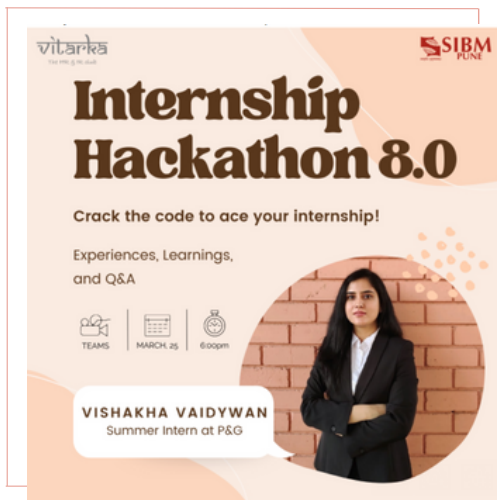 vitarka
SIBM
PUNE
Internship
Hackathon 8.0
Crack the code to ace your internship!
Experiences, Learnings,
and Q&A
TEAMS
MARCH, 25
6:00pm
VISHAKHA VAIDYWAN
Summer Intern at P&G